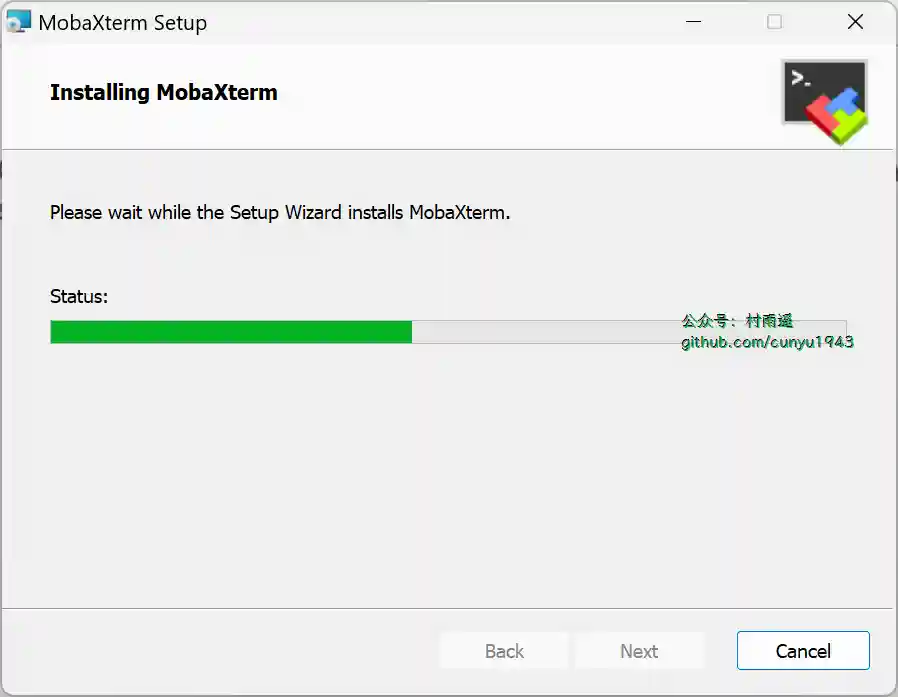 MobaXterm Setup
Installing MobaXterm
>_
Please wait while the Setup Wizard installs MobaXterm.
Status:
公众号：村雨遥
github.com/cunyu1943
Back
Next
Cancel